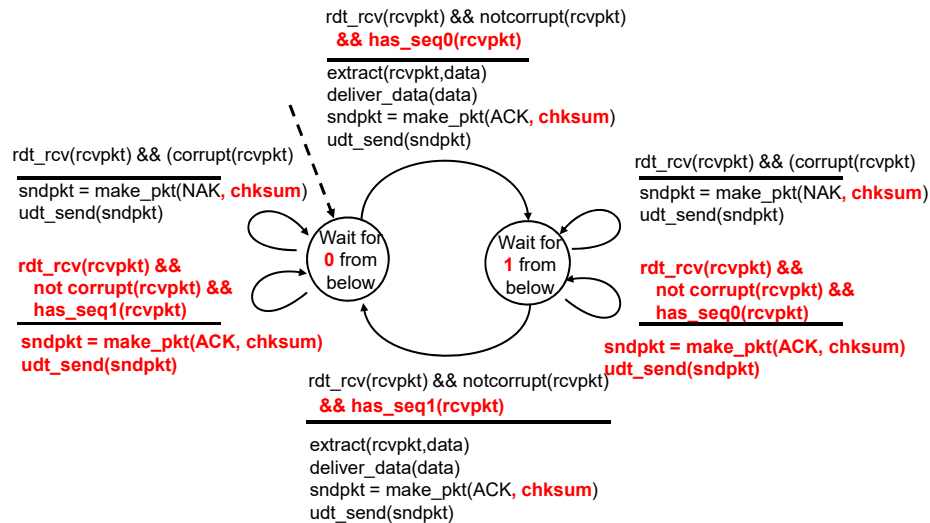 rdt_rcv(rcvpkt) && notcorrupt(rcvpkt)
&& has_seq0(rcvpkt)
extract(rcvpkt,data)
deliver_data(data)
sndpkt = make_pkt(ACK, chksum)
udt_send(sndpkt)
rdt_rcv(rcvpkt) && (corrupt(rcvpkt)
sndpkt = make_pkt(NAK, chksum)
udt_send(sndpkt)
rdt_rcv(rcvpkt) &&
not corrupt(rcvpkt) &&
has_seq1(rcvpkt)
sndpkt = make_pkt(ACK, chksum)
udt_send(sndpkt)
Wait for
0 from
below
Wait for
1 from
below
rdt_rcv(rcvpkt) && (corrupt(rcvpkt)
sndpkt = make_pkt(NAK, chksum)
udt_send(sndpkt)
rdt_rcv(rcvpkt) &&
not corrupt(rcvpkt) &&
has_seq0(rcvpkt)
sndpkt = make_pkt(ACK, chksum)
udt_send(sndpkt)
rdt_rcv(rcvpkt) && notcorrupt(rcvpkt)
&& has_seq1(rcvpkt)
extract(rcvpkt,data)
deliver_data(data)
sndpkt = make_pkt(ACK, chksum)
udt_send(sndpkt)